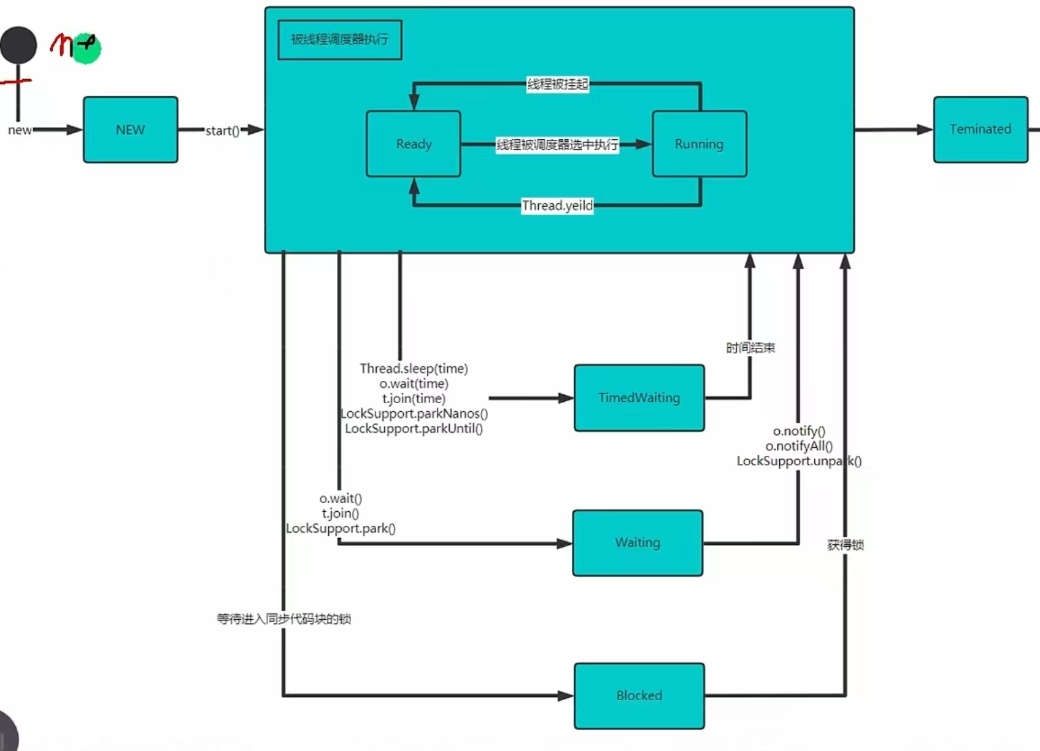 被线程调度器执行
线程被挂起
new
NEW
start()
Ready
线程被调度器选中执行
Running
Teminated
Thread.yeild
时间结束
Thread.sleep(time)
o.wait(time)
t.join(time)
LockSupport.parkNanos()
LockSupport.parkUntil()
TimedWaiting
o.notify()
o.notifyAll()
LockSupport.unpark()
o.wait()
t.join()
LockSupport.park()
Waiting
获得锁
等待进入同步代码块的锁
Blocked